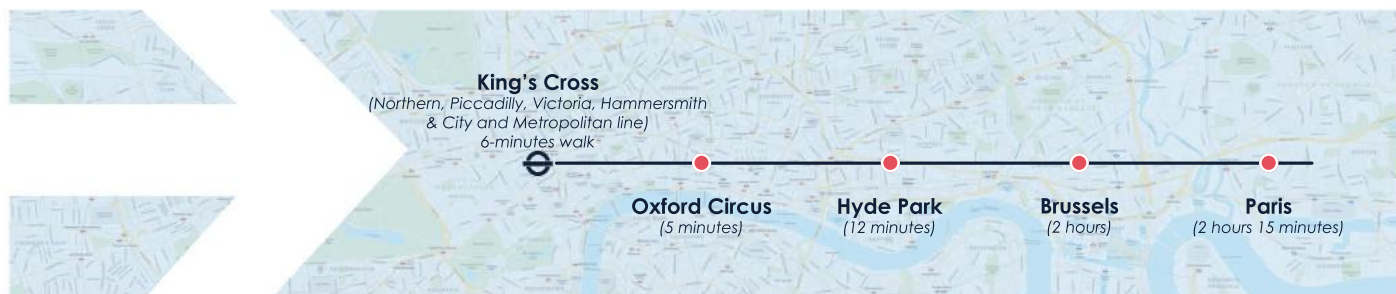 King's Cross
(Northern, Piccadilly, Victoria, Hammersmith
& City and Metropolitan line)
6-minutes walk
Oxford Circus
(5 minutes)
Hyde Park
(12 minutes)
Brussels
(2 hours)
Paris
(2 hours 15 minutes)